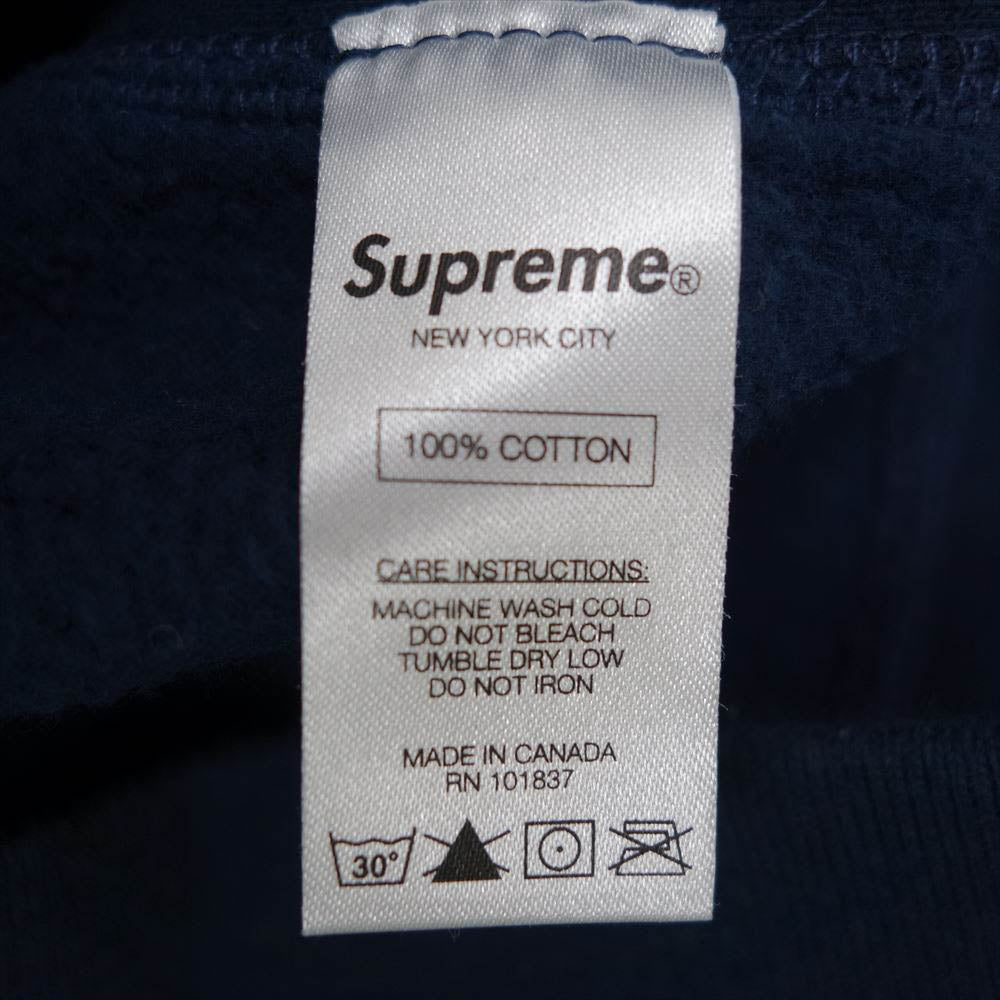 Supreme®
NEW YORK CITY
100% COTTON
CARE INSTRUCTIONS:
MACHINE WASH COLD
DO NOT BLEACH
TUMBLE DRY LOW
DO NOT IRON
MADE IN CANADA
RN 101837
30°